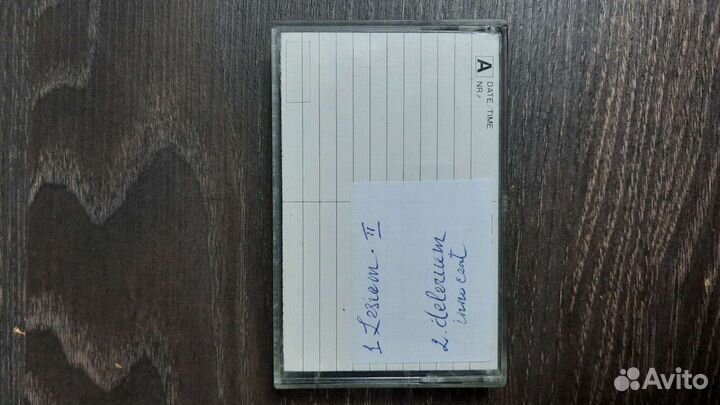 A
DATE/TIME
NR.
1 Lesiem. II
2. delerium
innocent
Avito